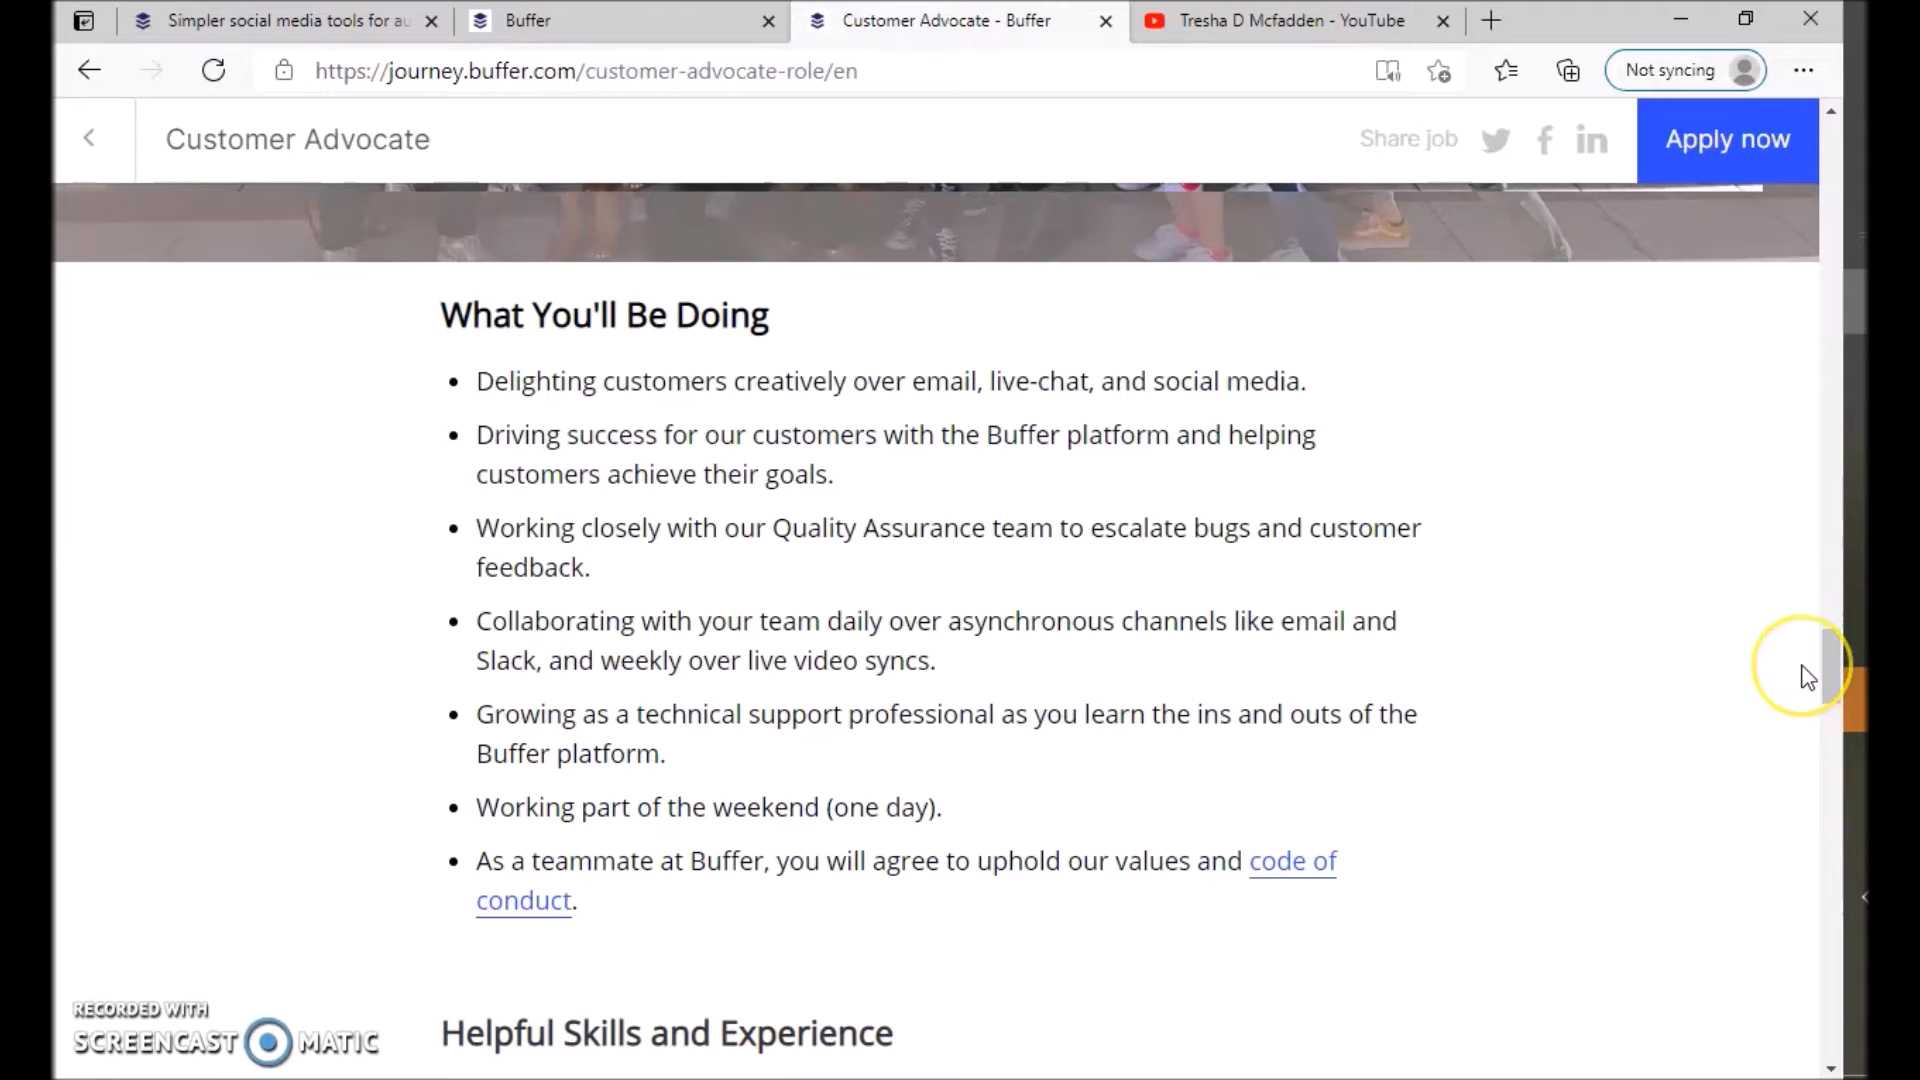 Simpler social media tools for au
Buffer
Customer Advocate - Buffer
Tresha D Mcfadden - YouTube
https://journey.buffer.com/customer-advocate-role/en
Not syncing
Customer Advocate
Share job
Apply now
What You'll Be Doing
Delighting customers creatively over email, live-chat, and social media.
Driving success for our customers with the Buffer platform and helping
customers achieve their goals.
Working closely with our Quality Assurance team to escalate bugs and customer
feedback.
Collaborating with your team daily over asynchronous channels like email and
Slack, and weekly over live video syncs.
Growing as a technical support professional as you learn the ins and outs of the
Buffer platform.
Working part of the weekend (one day).
As a teammate at Buffer, you will agree to uphold our values and code of
conduct.
Helpful Skills and Experience
RECORDED WITH
SCREENCAST MATIC